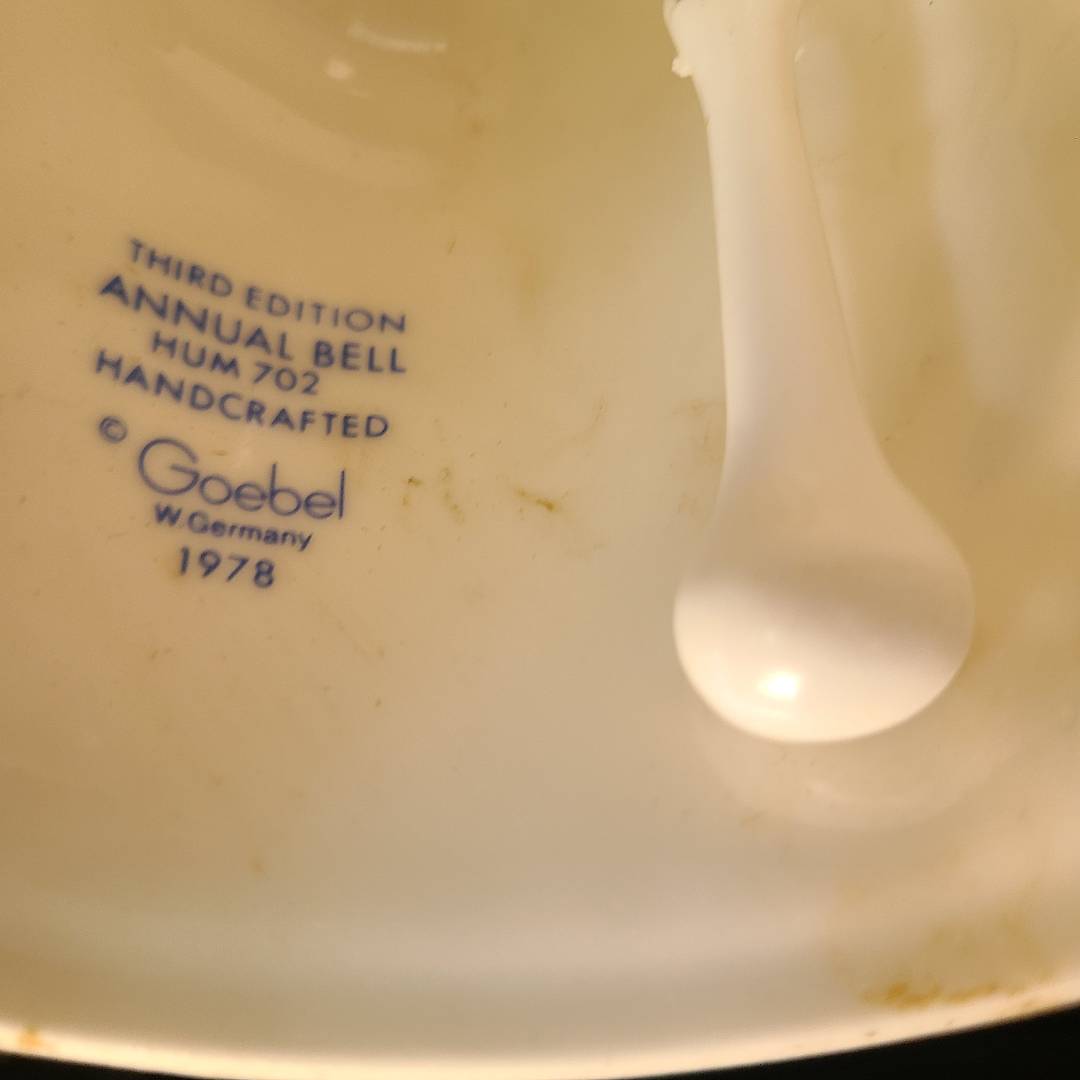 THIRD EDITION
ANNUAL BELL
HUM 702
HANDCRAFTED
© Goebel
W. Germany
1978